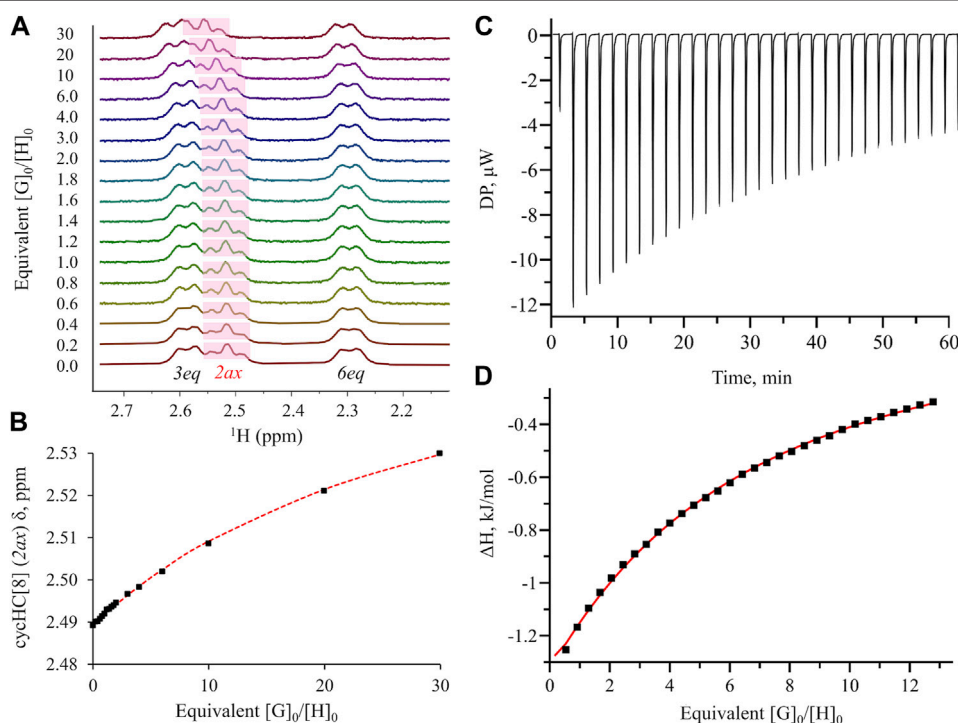 A
30
20
10
6.0
4.0
3.0
2.0
1.8
1.6
1.4
1.2
1.0
0.8
0.6
0.4
0.2
0.0
Equivalent [G]₀/[H]₀
3eq 2ax 6eq
2.7 2.6 2.5 2.4 2.3 2.2
¹H (ppm)
B
2.53
2.52
2.51
2.50
2.49
2.48
cycHC[8] (2ax) δ, ppm
0 10 20 30
Equivalent [G]₀/[H]₀
C
0
-2
-4
-6
-8
-10
-12
DP, µW
0 10 20 30 40 50 60
Time, min
D
-0.4
-0.6
-0.8
-1
-1.2
ΔH, kJ/mol
0 2 4 6 8 10 12
Equivalent [G]₀/[H]₀